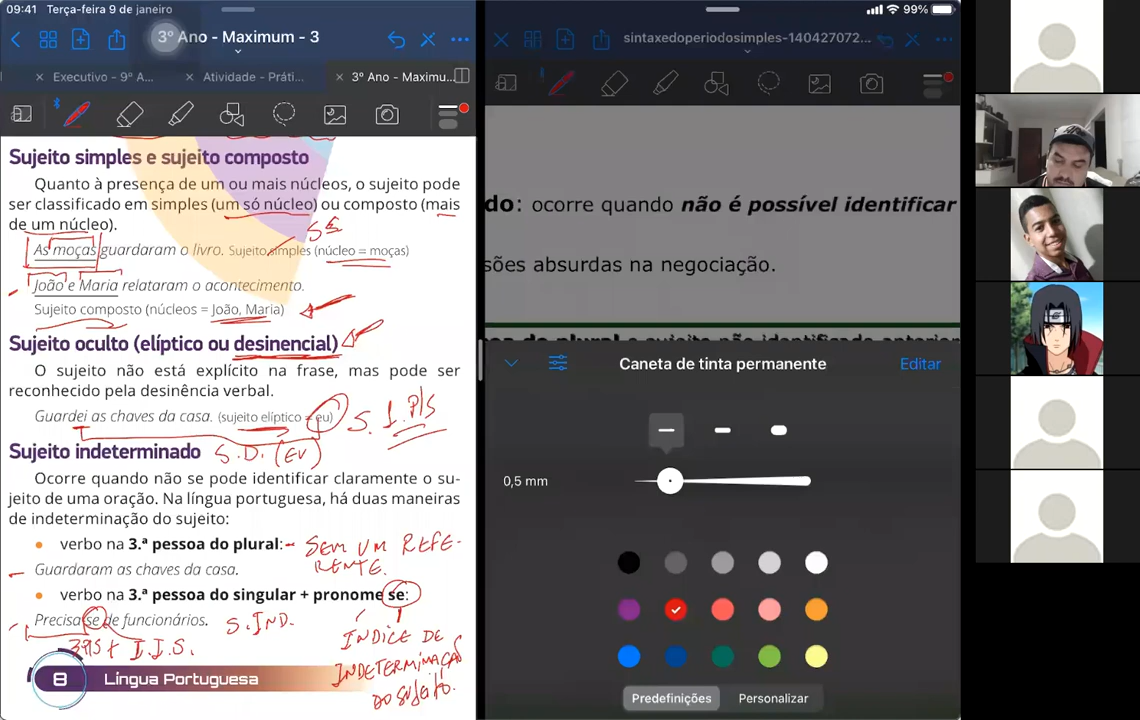 09:41 Terça-feira 9 de janeiro
99%
3º Ano - Maximum - 3
Executivo - 9º A...
Atividade - Práti...
3º Ano - Maximu...
Sujeito simples e sujeito composto
Quanto à presença de um ou mais núcleos, o sujeito pode
ser classificado em simples (um só núcleo) ou composto (mais
de um núcleo).
SS
As moças guardaram o livro. Sujeito simples (núcleo = moças)
João e Maria relataram o acontecimento.
Sujeito composto (núcleos = João, Maria)
Sujeito oculto (elíptico ou desinencial)
O sujeito não está explícito na frase, mas pode ser
reconhecido pela desinência verbal.
Guardei as chaves da casa. (sujeito elíptico = eu)
S. 1.P/S
Sujeito indeterminado S.D. (EU)
Ocorre quando não se pode identificar claramente o su-
jeito de uma oração. Na língua portuguesa, há duas maneiras
de indeterminação do sujeito:
• verbo na 3.ª pessoa do plural: - SEM UM REFE-
RENTE.
Guardaram as chaves da casa.
• verbo na 3.ª pessoa do singular + pronome se:
Precisa-se de funcionários. S. IND.
3PS + I.I.S.
ÍNDICE DE
INDETERMINAÇÃO
DO SUJEITO.
8 Língua Portuguesa
sintaxedoperiodosimples-140427072...
do: ocorre quando não é possível identificar
sões absurdas na negociação.
Caneta de tinta permanente
Editar
0,5 mm
Predefinições
Personalizar